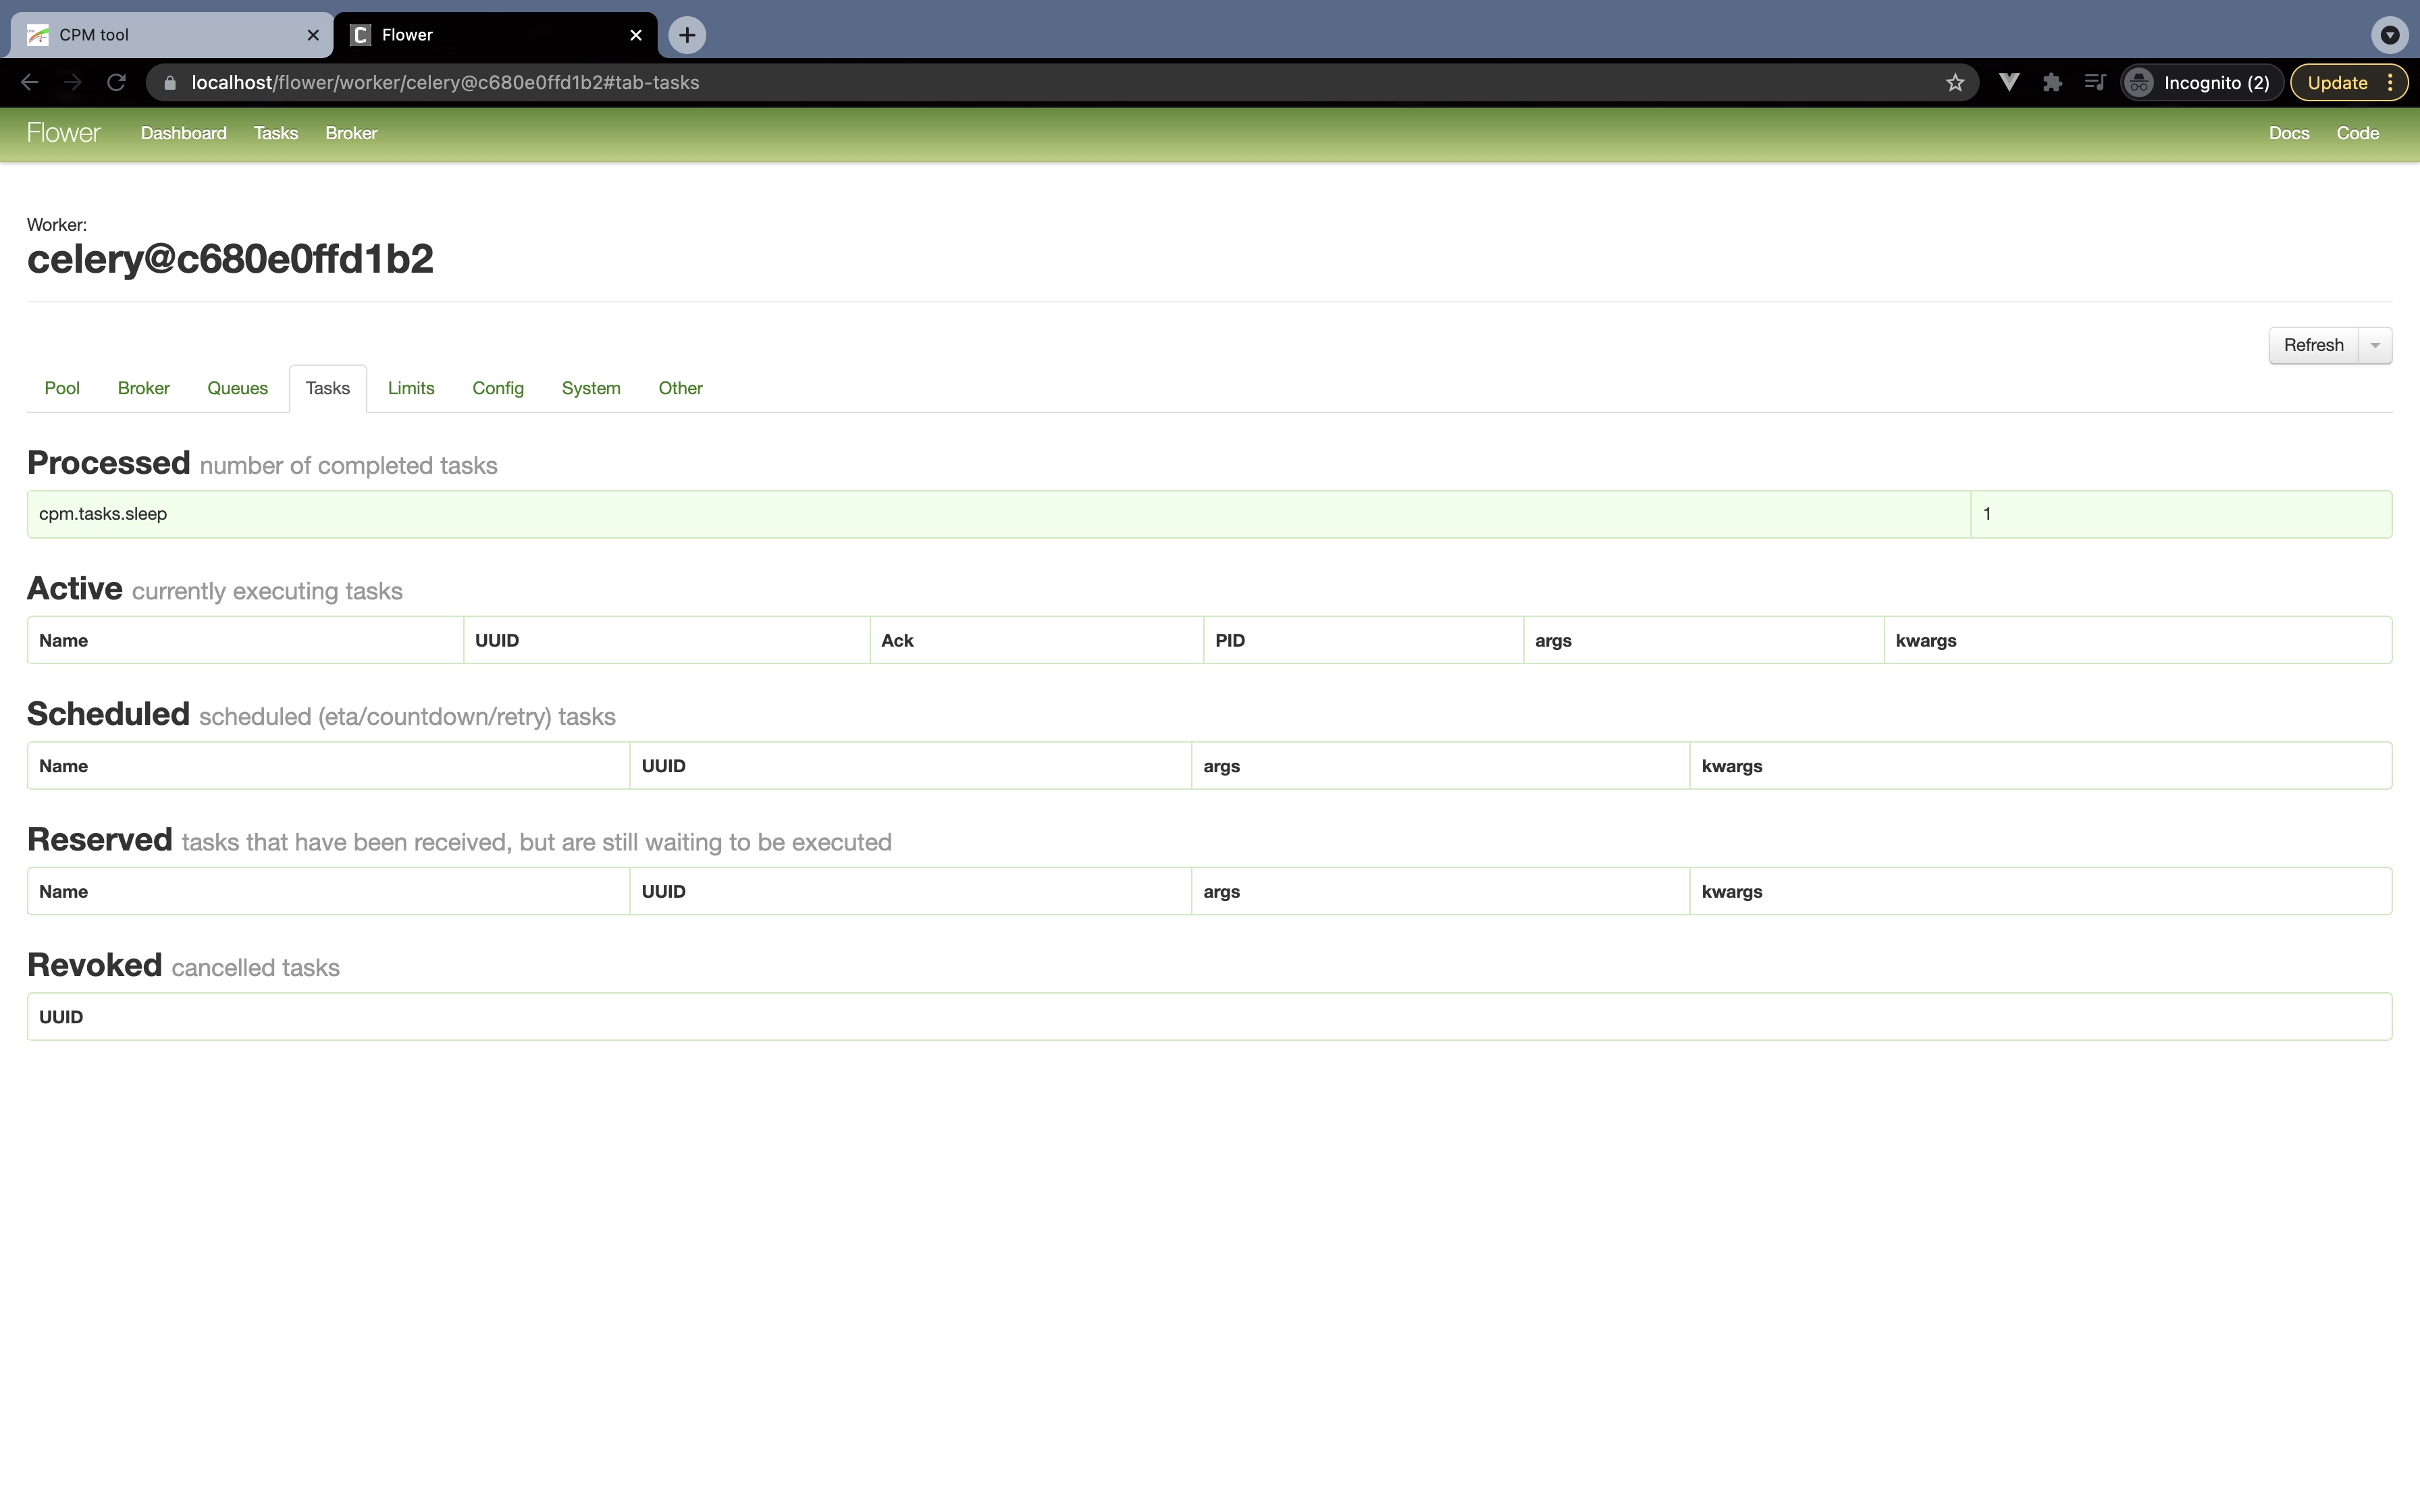 CPM tool
Flower
localhost/flower/worker/celery@c680e0ffd1b2#tab-tasks
Incognito (2)
Update
Flower
Dashboard
Tasks
Broker
Docs
Code
Worker:
celery@c680e0ffd1b2
Refresh
Pool
Broker
Queues
Tasks
Limits
Config
System
Other
Processed number of completed tasks
cpm.tasks.sleep 1
Active currently executing tasks
Name UUID Ack PID args kwargs
Scheduled scheduled (eta/countdown/retry) tasks
Name UUID args kwargs
Reserved tasks that have been received, but are still waiting to be executed
Name UUID args kwargs
Revoked cancelled tasks
UUID